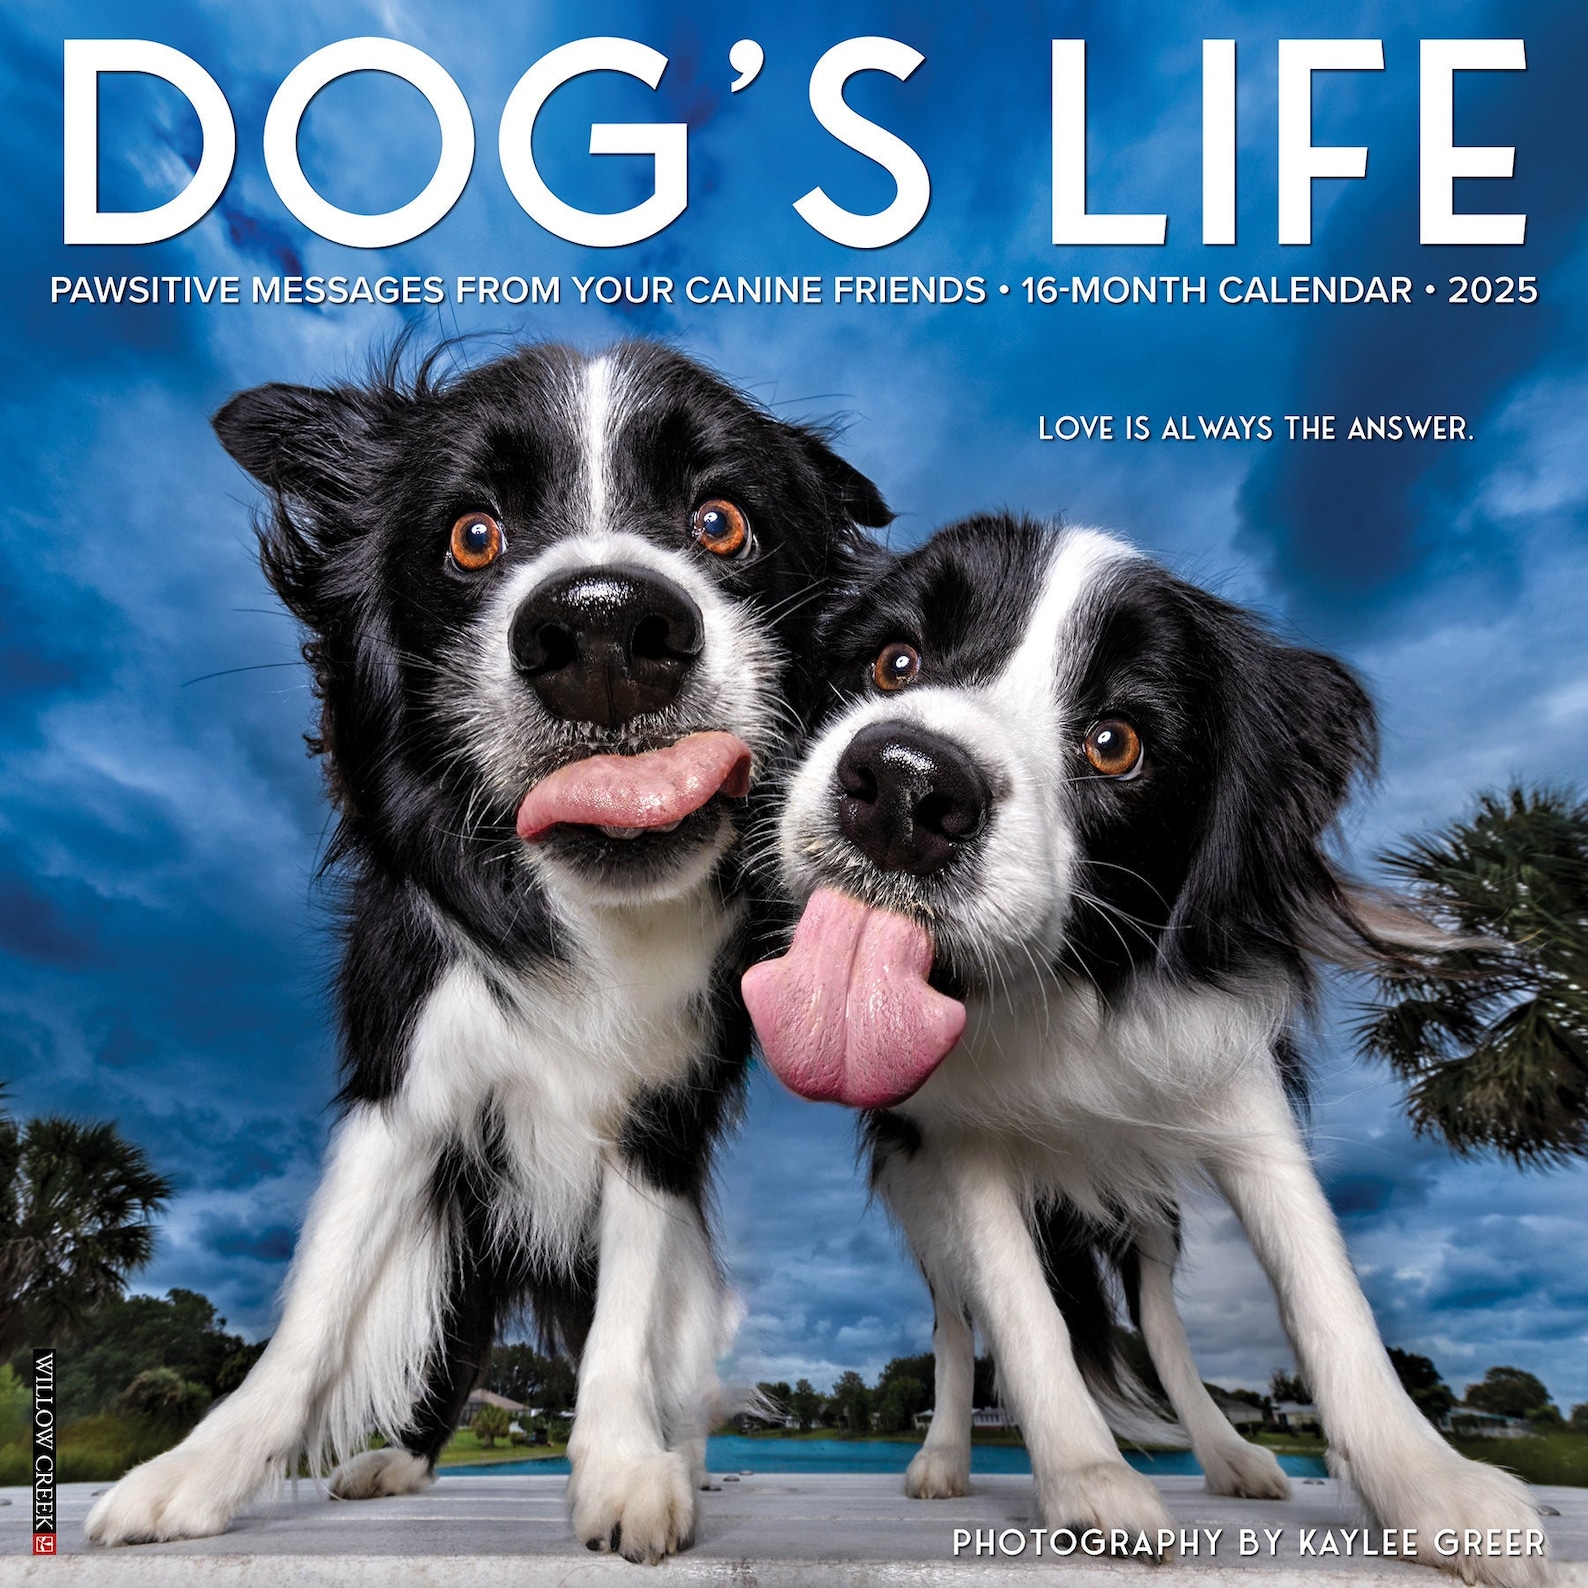 DOG'S LIFE
PAWSITIVE MESSAGES FROM YOUR CANINE FRIENDS • 16-MONTH CALENDAR • 2025
LOVE IS ALWAYS THE ANSWER.
WILLOW CREEK
PHOTOGRAPHY BY KAYLEE GREER